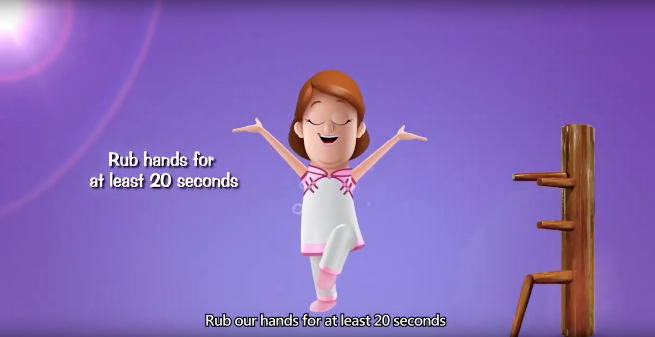 Rub hands for
at least 20 seconds
Rub our hands for at least 20 seconds